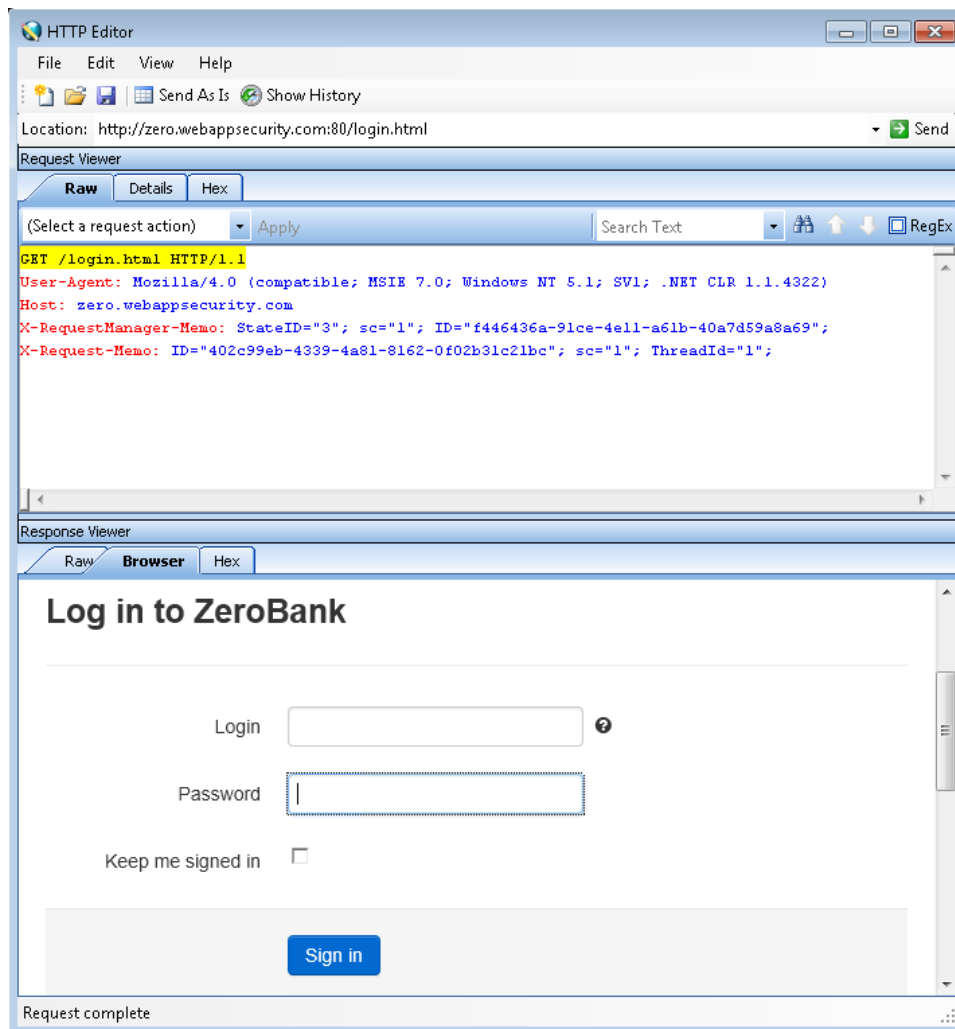 HTTP Editor
File Edit View Help
Send As Is Show History
Location: http://zero.webappsecurity.com:80/login.html Send
Request Viewer
Raw Details Hex
(Select a request action) Apply Search Text RegEx
GET /login.html HTTP/1.1
User-Agent: Mozilla/4.0 (compatible; MSIE 7.0; Windows NT 5.1; SV1; .NET CLR 1.1.4322)
Host: zero.webappsecurity.com
X-RequestManager-Memo: StateID="3"; sc="1"; ID="f446436a-91ce-4e11-a61b-40a7d59a8a69";
X-Request-Memo: ID="402c99eb-4339-4a81-8162-0f02b31c21bc"; sc="1"; ThreadId="1";
Response Viewer
Raw Browser Hex
Log in to ZeroBank
Login
Password
Keep me signed in
Sign in
Request complete